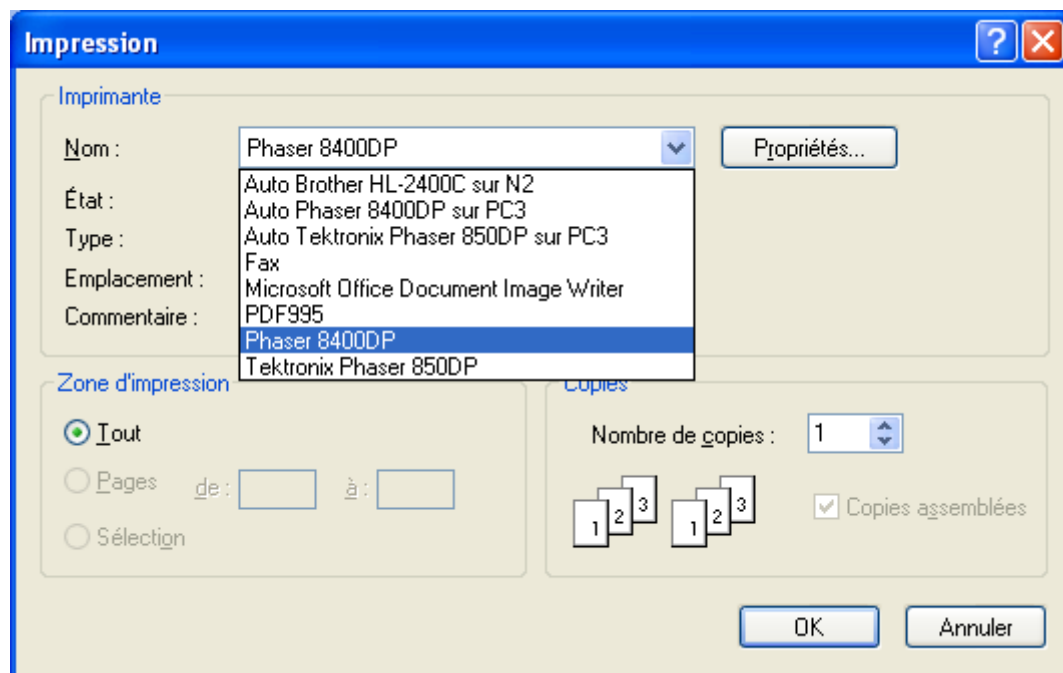 Impression
Imprimante
Nom :
Phaser 8400DP
Propriétés...
Auto Brother HL-2400C sur N2
État :
Auto Phaser 8400DP sur PC3
Type :
Auto Tektronix Phaser 850DP sur PC3
Fax
Emplacement :
Microsoft Office Document Image Writer
Commentaire :
PDF995
Phaser 8400DP
Tektronix Phaser 850DP
Zone d'impression
Tout
Pages de : à :
Sélection
Copies
Nombre de copies : 1
1 2 3 1 2 3
Copies assemblées
OK
Annuler